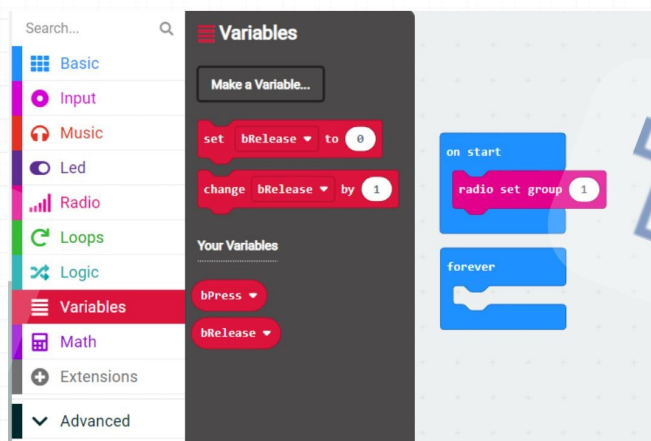 Search...
Basic
Input
Music
Led
Radio
Loops
Logic
Variables
Math
Extensions
Advanced
Variables
Make a Variable...
set bRelease to 0
change bRelease by 1
Your Variables
bPress
bRelease
on start
radio set group 1
forever